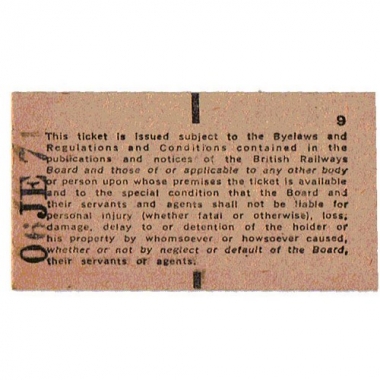 9
This ticket is issued subject to the Byelaws and
Regulations and Conditions contained in the
publications and notices of the British Railways
Board and those of or applicable to any other body
or person upon whose premises the ticket is available
and to the special condition that the Board and
their servants and agents shall not be liable for
personal injury (whether fatal or otherwise), loss,
damage, delay to or detention of the holder or
his property by whomsoever or howsoever caused,
whether or not by neglect or default of the Board,
their servants or agents.
JE 7